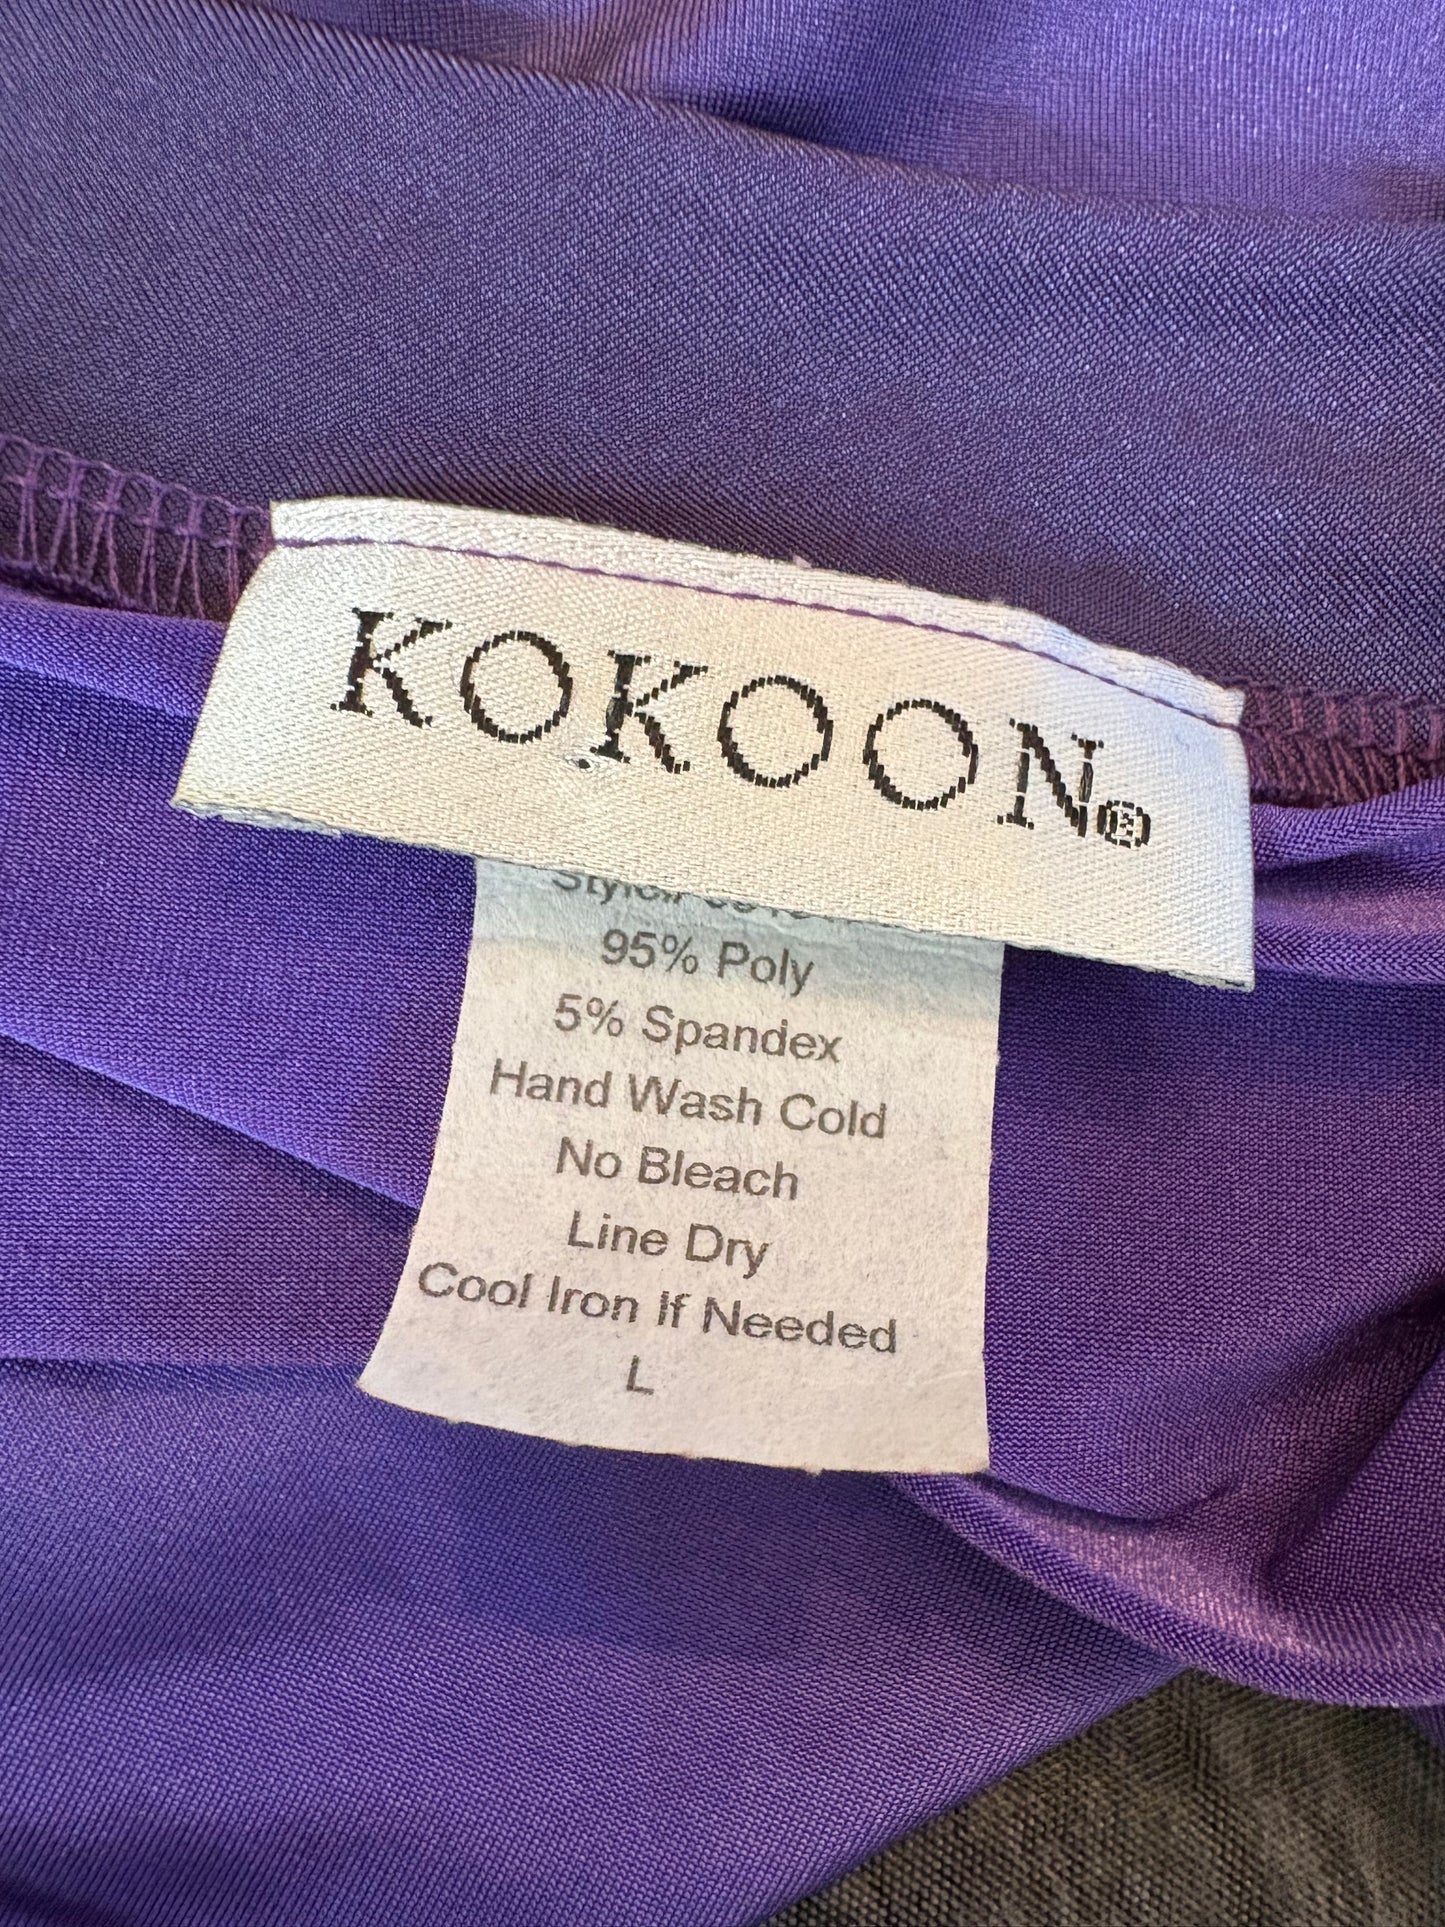 KOKOON®
95% Poly
5% Spandex
Hand Wash Cold
No Bleach
Line Dry
Cool Iron If Needed
L